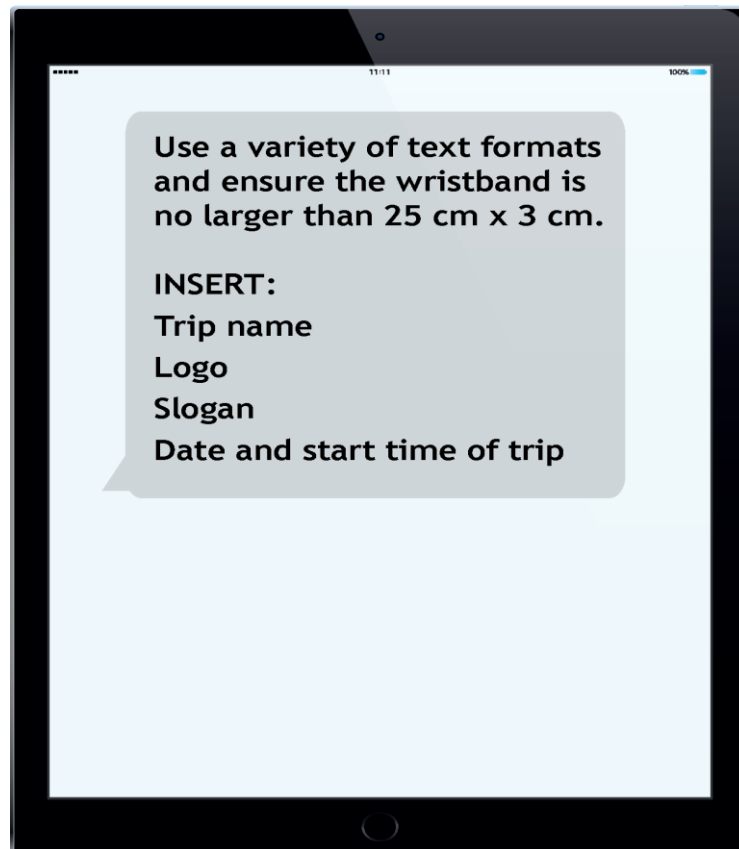 11:11
100%
Use a variety of text formats
and ensure the wristband is
no larger than 25 cm x 3 cm.
INSERT:
Trip name
Logo
Slogan
Date and start time of trip